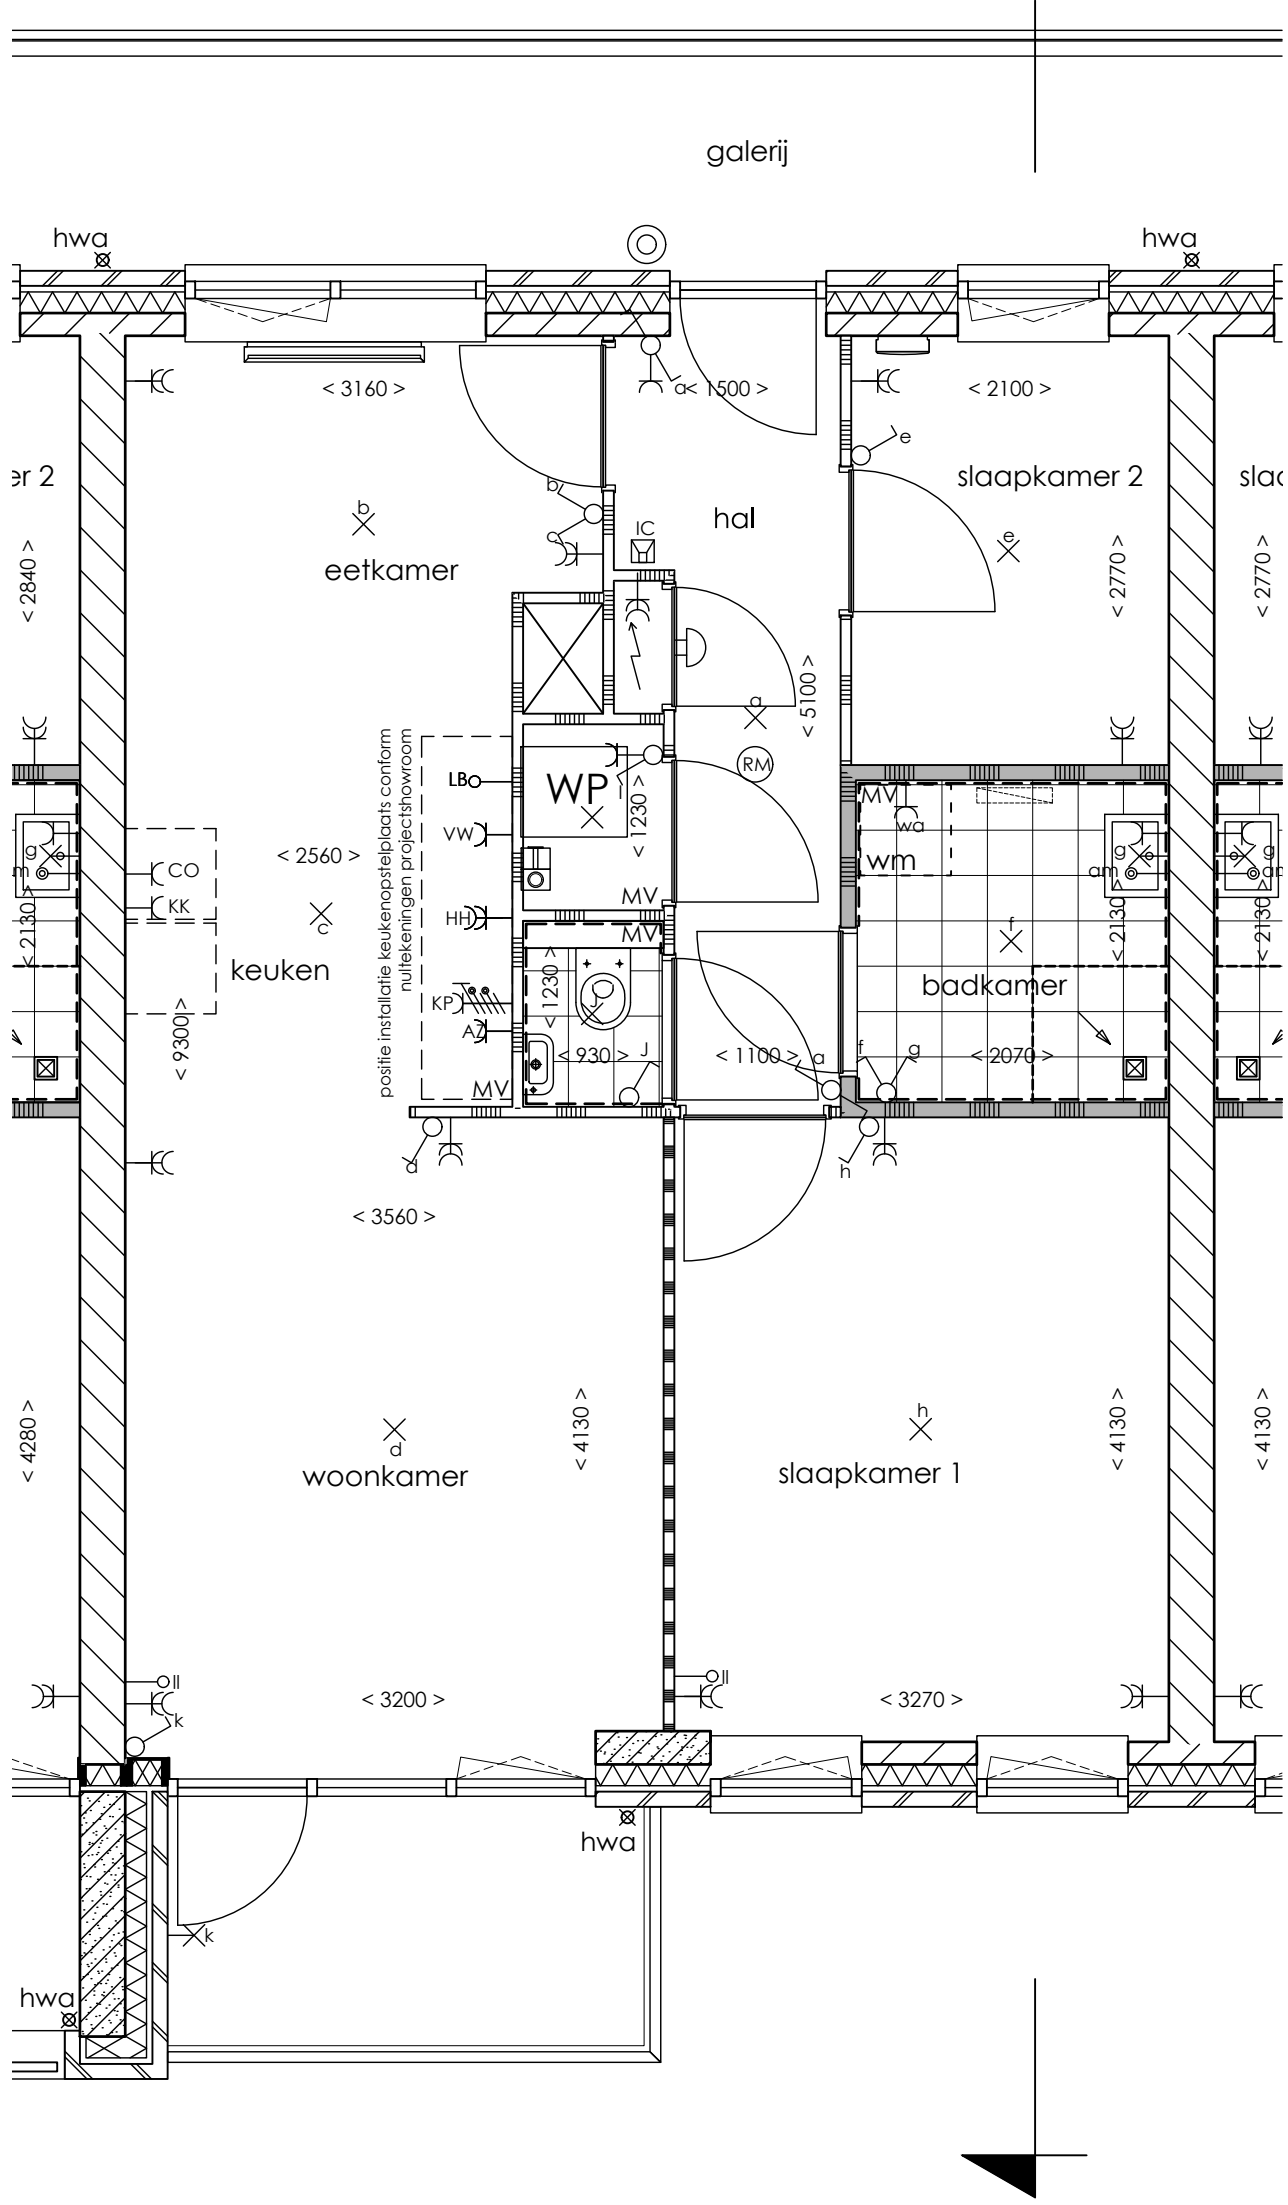 galerij
hwa
hwa
< 3160 >
a
< 1500 >
< 2100 >
e
er 2
slaapkamer 2
slaa
b
b
hal
IC
c
e
eetkamer
< 2840 >
< 2770 >
< 2770 >
< 5100 >
a
positie installatie keukenopstelplaats conform
nultekeningen projectshowroom
LB
WP
i
RM
< 1230 >
MV
wa
VW
< 2560 >
g
wm
g
g
m
CO
am
am
KK
MV
HH
c
MV
f
< 2130 >
< 2130 >
< 2130 >
keuken
badkamer
< 1230 >
KP
J
AZ
< 9300 >
< 930 >
J
< 1100 >
a
f
g
< 2070 >
MV
d
h
< 3560 >
< 4280 >
< 4130 >
h
< 4130 >
< 4130 >
d
woonkamer
slaapkamer 1
< 3200 >
< 3270 >
k
hwa
k
hwa